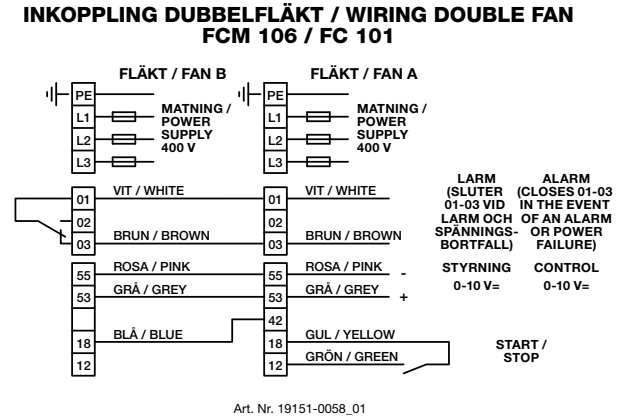 INKOPPLING DUBBELFLÄKT / WIRING DOUBLE FAN
FCM 106 / FC 101
FLÄKT / FAN B
FLÄKT / FAN A
PE
L1
L2
L3
MATNING /
POWER
SUPPLY
400 V
PE
L1
L2
L3
MATNING /
POWER
SUPPLY
400 V
01
VIT / WHITE
02
03
BRUN / BROWN
01
VIT / WHITE
02
03
BRUN / BROWN
LARM
(SLUTER
01-03 VID
LARM OCH
SPÄNNINGS-
BORTFALL)
ALARM
(CLOSES 01-03
IN THE EVENT
OF AN ALARM
OR POWER
FAILURE)
55
ROSA / PINK
53
GRÅ / GREY
18
BLÅ / BLUE
12
55
ROSA / PINK -
53
GRÅ / GREY +
42
18
GUL / YELLOW
12
GRÖN / GREEN
STYRNING
0-10 V=
CONTROL
0-10 V=
START /
STOP
Art. Nr. 19151-0058_01